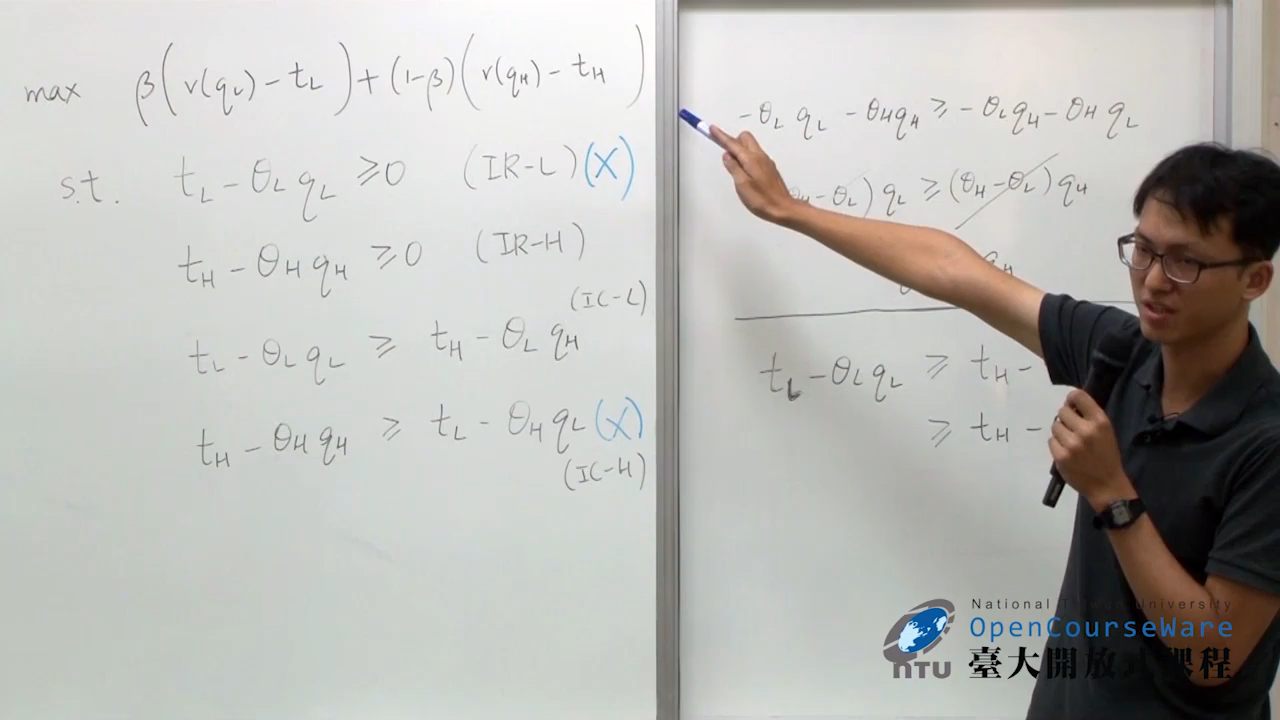 max β(v(q_L) - t_L) + (1-β)(v(q_H) - t_H)
s.t. t_L - θ_L q_L ≥ 0 (IR-L) (X)
t_H - θ_H q_H ≥ 0 (IR-H)
(IC-L)
t_L - θ_L q_L ≥ t_H - θ_L q_H
t_H - θ_H q_H ≥ t_L - θ_H q_L (X)
(IC-H)
-θ_L q_L - θ_H q_H ≥ -θ_L q_H - θ_H q_L
θ_H - θ_L) q_L ≥ (θ_H - θ_L) q_H
t_L - θ_L q_L ≥ t_H -
≥ t_H -
National Taiwan University
OpenCourseWare
NTU 臺大開放式課程